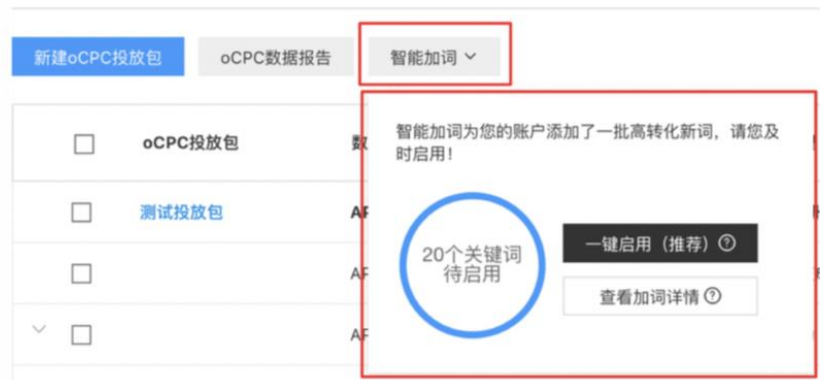 新建oCPC投放包 oCPC数据报告 智能加词
oCPC投放包 数
智能加词为您的账户添加了一批高转化新词，请您及
时启用！
测试投放包 AP
20个关键词
待启用
一键启用（推荐）?
查看加词详情?
AP
AP